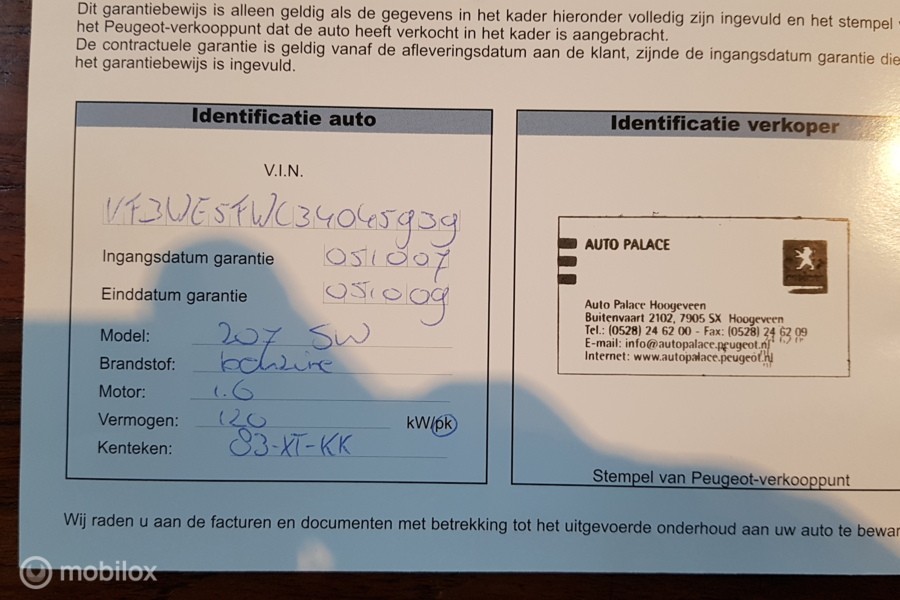 Dit garantiebewijs is alleen geldig als de gegevens in het kader hieronder volledig zijn ingevuld en het stempel
het Peugeot-verkooppunt dat de auto heeft verkocht in het kader is aangebracht.
De contractuele garantie is geldig vanaf de afleveringsdatum aan de klant, zijnde de ingangsdatum garantie die
het garantiebewijs is ingevuld.
Identificatie auto
V.I.N.
VF3WE5FWC34045939
Ingangsdatum garantie 051007
Einddatum garantie 051009
Model: 207 SW
Brandstof: benzine
Motor: 1.6
Vermogen: 120 kW/pk
Kenteken: 83-XT-KK
Identificatie verkoper
AUTO PALACE
Auto Palace Hoogeveen
Buitenvaart 2102, 7905 SX Hoogeveen
Tel.: (0528) 24 62 00 - Fax: (0528) 24 62 09
E-mail: info@autopalace.peugeot.nl
Internet: www.autopalace.peugeot.nl
Stempel van Peugeot-verkooppunt
Wij raden u aan de facturen en documenten met betrekking tot het uitgevoerde onderhoud aan uw auto te bewar
mobilox